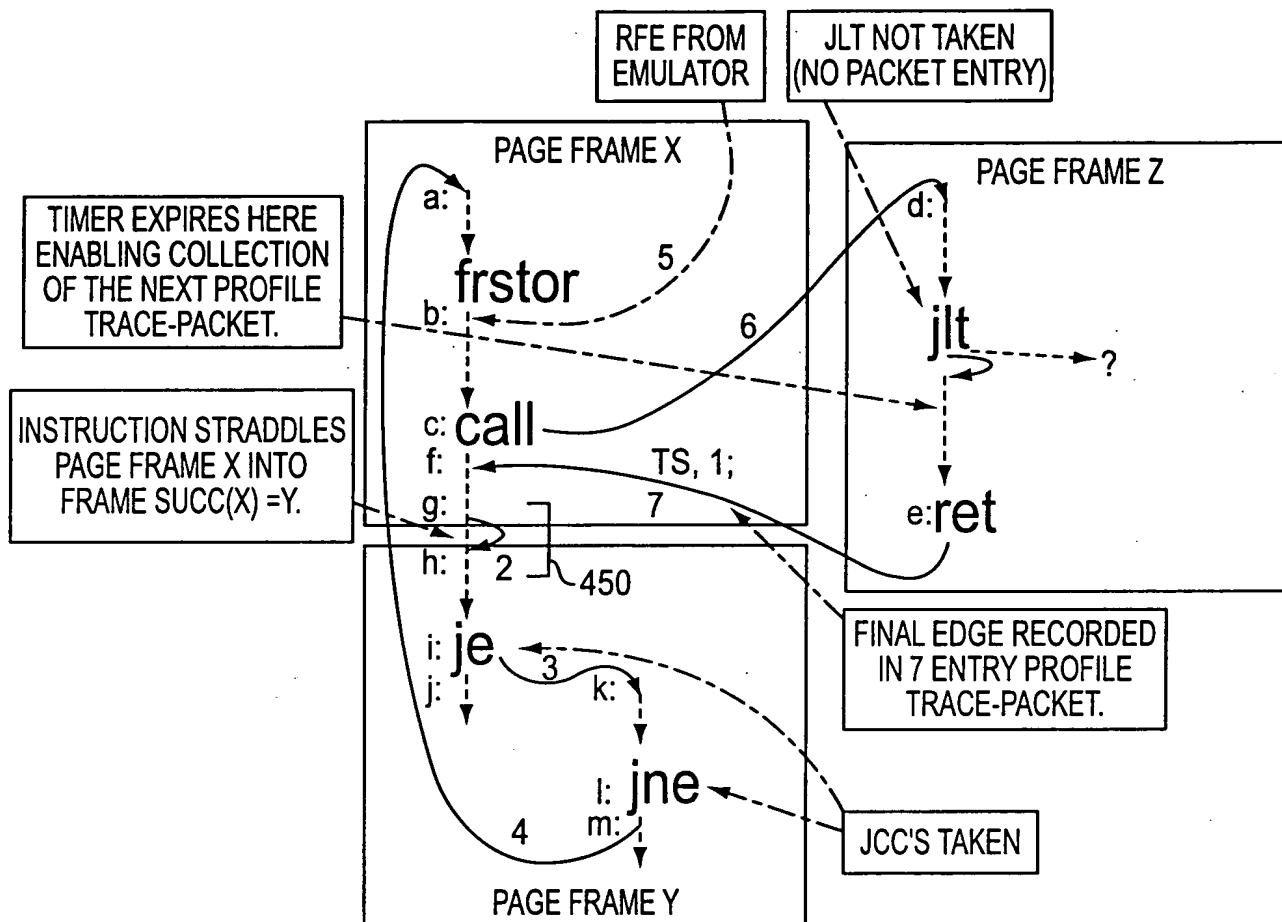 RFE FROM
EMULATOR
JLT NOT TAKEN
(NO PACKET ENTRY)
PAGE FRAME X
PAGE FRAME Z
a:
d:
TIMER EXPIRES HERE
ENABLING COLLECTION
OF THE NEXT PROFILE
TRACE-PACKET.
5
frstor
b:
6
jlt
?
INSTRUCTION STRADDLES
PAGE FRAME X INTO
FRAME SUCC(X) =Y.
c: call
f:
TS, 1;
7
g:
e: ret
h:
2
450
i: je
3
j:
k:
FINAL EDGE RECORDED
IN 7 ENTRY PROFILE
TRACE-PACKET.
l: jne
m:
4
JCC'S TAKEN
PAGE FRAME Y